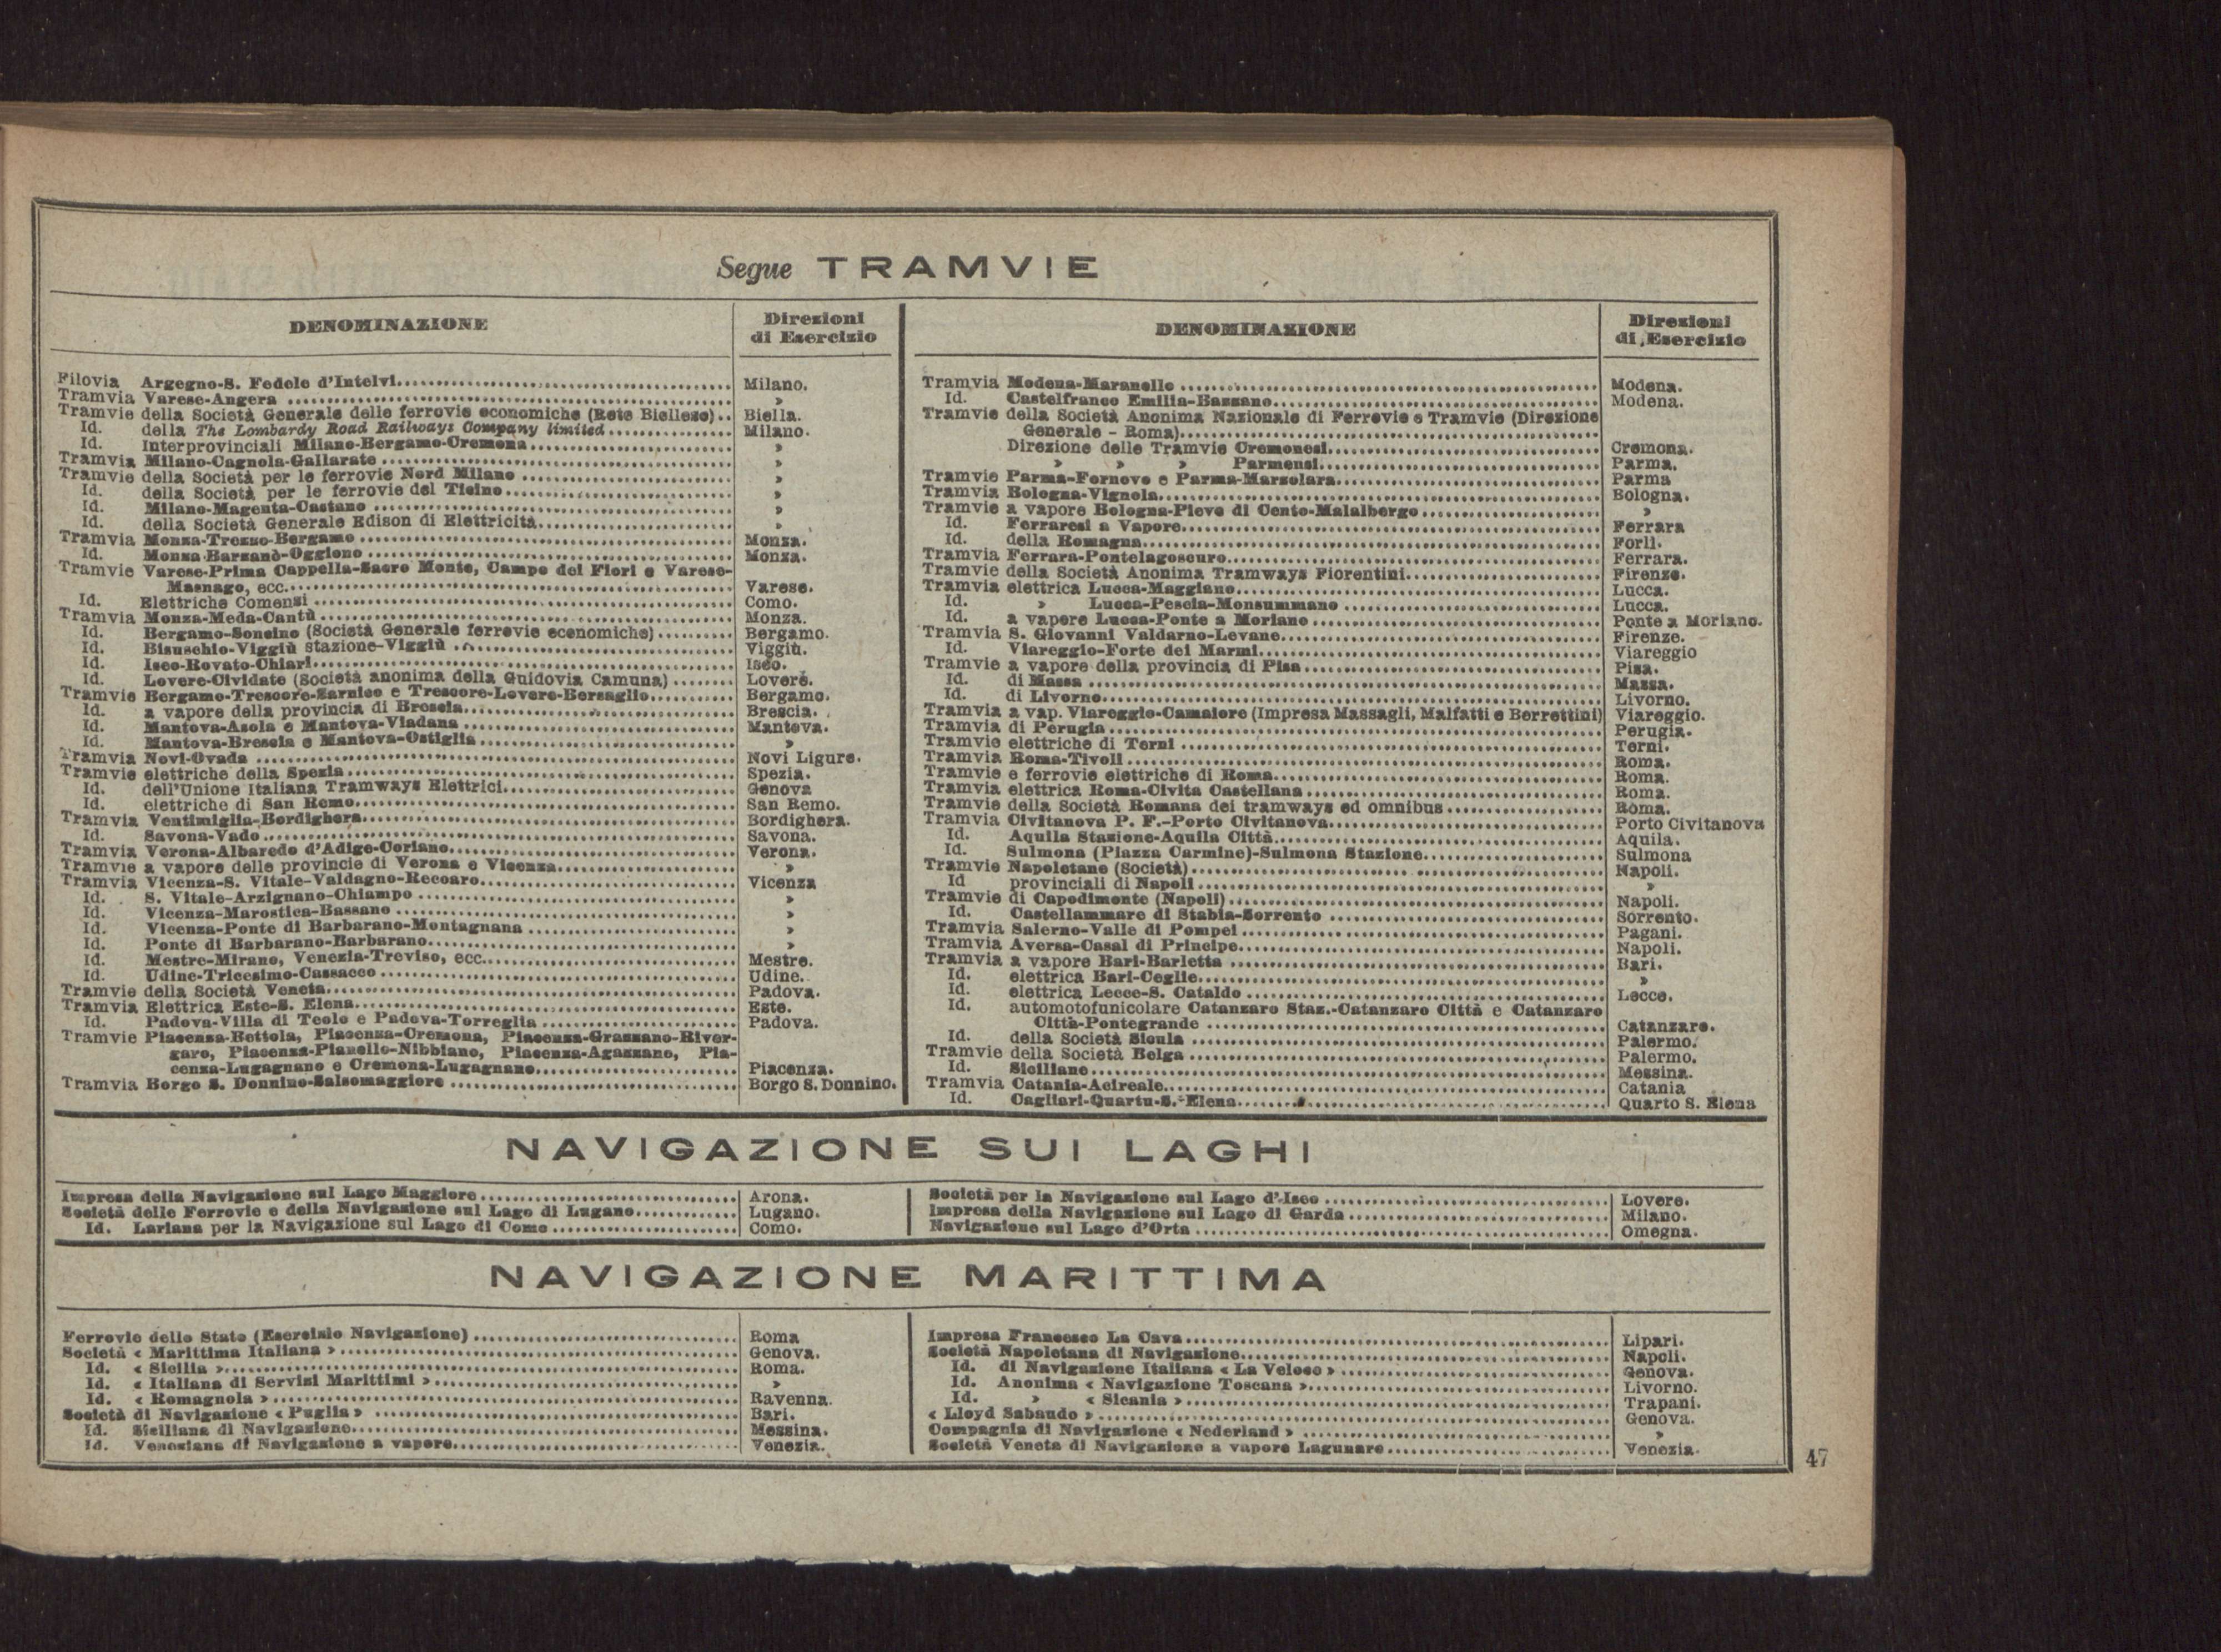 Segue TRAMVIE
DENOMINAZIONE
Direzioni
di Esercizio
Filovia Argegno-S. Fedele d'Intelvi Milano.
Tramvia Varese-Angera »
Tramvie della Società Generale delle ferrovie economiche (Rete Biellese) Biella.
Id. della The Lombardy Road Railways Company limited Milano.
Id. Interprovinciali Milano-Bergamo-Cremona »
Tramvia Milano-Cagnola-Gallarate »
Tramvie della Società per le ferrovie Nord Milano »
Id. della Società per le ferrovie del Ticino »
Id. Milano-Magenta-Castano »
Id. della Società Generale Edison di Elettricità »
Tramvia Monza-Trezzo-Bergamo Monza.
Id. Monza-Barzanò-Oggiono Monza.
Tramvie Varese-Prima Cappella-Sacro Monte, Campo dei Fiori e Varese-
Masnago, ecc. Varese.
Id. Elettriche Comensi Como.
Tramvia Monza-Meda-Cantù Monza.
Id. Bergamo-Soncino (Società Generale ferrovie economiche) Bergamo.
Id. Bisuschio-Viggiù stazione-Viggiù Viggiù.
Id. Iseo-Rovato-Chiari Iseo.
Id. Lovere-Cividate (Società anonima della Guidovia Camuna) Lovere.
Tramvie Bergamo-Trescore-Sarnico e Trescore-Lovere-Bersaglio Bergamo.
Id. a vapore della provincia di Brescia Brescia.
Id. Mantova-Asola e Mantova-Viadana Mantova.
Id. Mantova-Brescia e Mantova-Ostiglia »
Tramvia Novi-Ovada Novi Ligure.
Tramvie elettriche della Spezia Spezia.
Id. dell'Unione Italiana Tramways Elettrici Genova
Id. elettriche di San Remo San Remo.
Tramvia Ventimiglia-Bordighera Bordighera.
Id. Savona-Vado Savona.
Tramvia Verona-Albaredo d'Adige-Coriano Verona.
Tramvie a vapore delle provincie di Verona e Vicenza »
Tramvia Vicenza-S. Vitale-Valdagno-Recoaro Vicenza
Id. S. Vitale-Arzignano-Chiampo »
Id. Vicenza-Marostica-Bassano »
Id. Vicenza-Ponte di Barbarano-Montagnana »
Id. Ponte di Barbarano-Barbarano »
Id. Mestre-Mirano, Venezia-Treviso, ecc. Mestre.
Id. Udine-Tricesimo-Cassacco Udine.
Tramvie della Società Veneta Padova.
Tramvia Elettrica Este-S. Elena Este.
Id. Padova-Villa di Teolo e Padova-Torreglia Padova.
Tramvie Piacenza-Bettola, Piacenza-Cremona, Piacenza-Grazzano-River-
garo, Piacenza-Pianello-Nibbiano, Piacenza-Agazzano, Pia-
cenza-Lugagnano e Cremona-Lugagnano Piacenza.
Tramvia Borgo S. Donnino-Salsomaggiore Borgo S. Donnino.
DENOMINAZIONE
Direzioni
di Esercizio
Tramvia Modena-Maranello Modena.
Id. Castelfranco Emilia-Bazzano Modena.
Tramvie della Società Anonima Nazionale di Ferrovie e Tramvie (Direzione
Generale - Roma)
Direzione delle Tramvie Cremonesi Cremona.
» » » Parmensi Parma.
Tramvie Parma-Fornovo e Parma-Marzolara Parma
Tramvia Bologna-Vignola Bologna.
Tramvie a vapore Bologna-Pieve di Cento-Malalbergo »
Id. Ferraresi a Vapore Ferrara
Id. della Romagna Forlì.
Tramvia Ferrara-Pontelagoscuro Ferrara.
Tramvie della Società Anonima Tramways Fiorentini Firenze.
Tramvia elettrica Lucca-Maggiano Lucca.
Id. » Lucca-Pescia-Monsummano Lucca.
Id. a vapore Lucca-Ponte a Moriano Ponte a Moriano.
Tramvia S. Giovanni Valdarno-Levane Firenze.
Id. Viareggio-Forte dei Marmi Viareggio
Tramvie a vapore della provincia di Pisa Pisa.
Id. di Massa Massa.
Id. di Livorno Livorno.
Tramvia a vap. Viareggio-Camaiore (Impresa Massagli, Malfatti e Berrettini) Viareggio.
Tramvia di Perugia Perugia.
Tramvie elettriche di Terni Terni.
Tramvia Roma-Tivoli Roma.
Tramvie e ferrovie elettriche di Roma Roma.
Tramvia elettrica Roma-Civita Castellana Roma.
Tramvie della Società Romana dei tramways ed omnibus Roma.
Tramvia Civitanova P. F.-Porto Civitanova Porto Civitanova
Id. Aquila Stazione-Aquila Città Aquila.
Id. Sulmona (Piazza Carmine)-Sulmona Stazione Sulmona
Tramvie Napoletane (Società) Napoli.
Id provinciali di Napoli »
Tramvie di Capodimonte (Napoli) Napoli.
Id. Castellammare di Stabia-Sorrento Sorrento.
Tramvia Salerno-Valle di Pompei Pagani.
Tramvia Aversa-Casal di Principe Napoli.
Tramvia a vapore Bari-Barletta Bari.
Id. elettrica Bari-Ceglie »
Id. elettrica Lecce-S. Cataldo Lecce.
Id. automotofunicolare Catanzaro Staz.-Catanzaro Città e Catanzaro
Città-Pontegrande Catanzaro.
Id. della Società Sicula Palermo.
Tramvie della Società Belga Palermo.
Id. Siciliane Messina.
Tramvia Catania-Acireale Catania
Id. Cagliari-Quartu-S. Elena Quarto S. Elena
NAVIGAZIONE SUI LAGHI
Impresa della Navigazione sul Lago Maggiore Arona.
Società delle Ferrovie e della Navigazione sul Lago di Lugano Lugano.
Id. Lariana per la Navigazione sul Lago di Como Como.
Società per la Navigazione sul Lago d'Iseo Lovere.
Impresa della Navigazione sul Lago di Garda Milano.
Navigazione sul Lago d'Orta Omegna.
NAVIGAZIONE MARITTIMA
Ferrovie dello Stato (Esercizio Navigazione) Roma
Società « Marittima Italiana » Genova.
Id. « Sicilia » Roma.
Id. « Italiana di Servizi Marittimi » »
Id. « Romagnola » Ravenna.
Società di Navigazione « Puglia » Bari.
Id. Siciliana di Navigazione Messina.
Id. Veneziana di Navigazione a vapore Venezia.
Impresa Francesco La Cava Lipari.
Società Napoletana di Navigazione Napoli.
Id. di Navigazione Italiana « La Veloce » Genova.
Id. Anonima « Navigazione Toscana » Livorno.
Id. » « Sicania » Trapani.
« Lloyd Sabaudo » Genova.
Compagnia di Navigazione « Nederland » »
Società Veneta di Navigazione a vapore Lagunare Venezia.
47